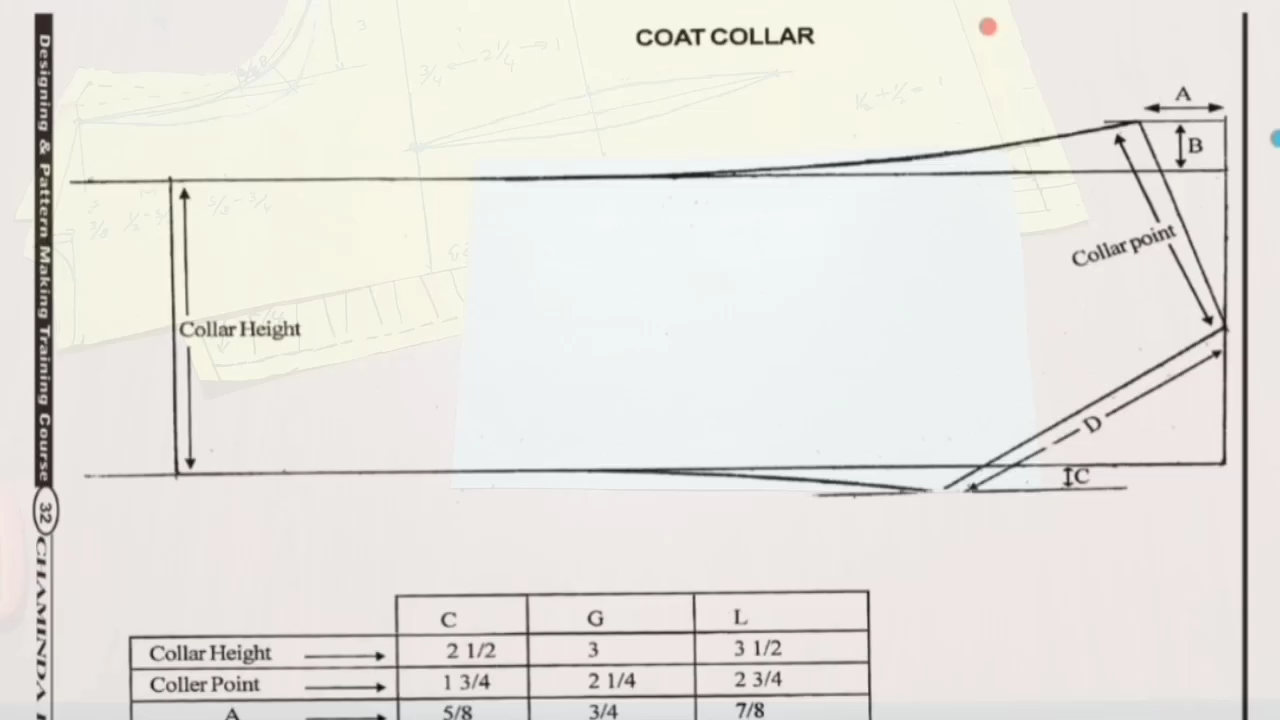 COAT COLLAR
A
B
Collar point
Collar Height
D
C
Designing & Pattern Making Training Course
32
CHAMINDA
C G L
Collar Height 2 1/2 3 3 1/2
Coller Point 1 3/4 2 1/4 2 3/4
A 5/8 3/4 7/8